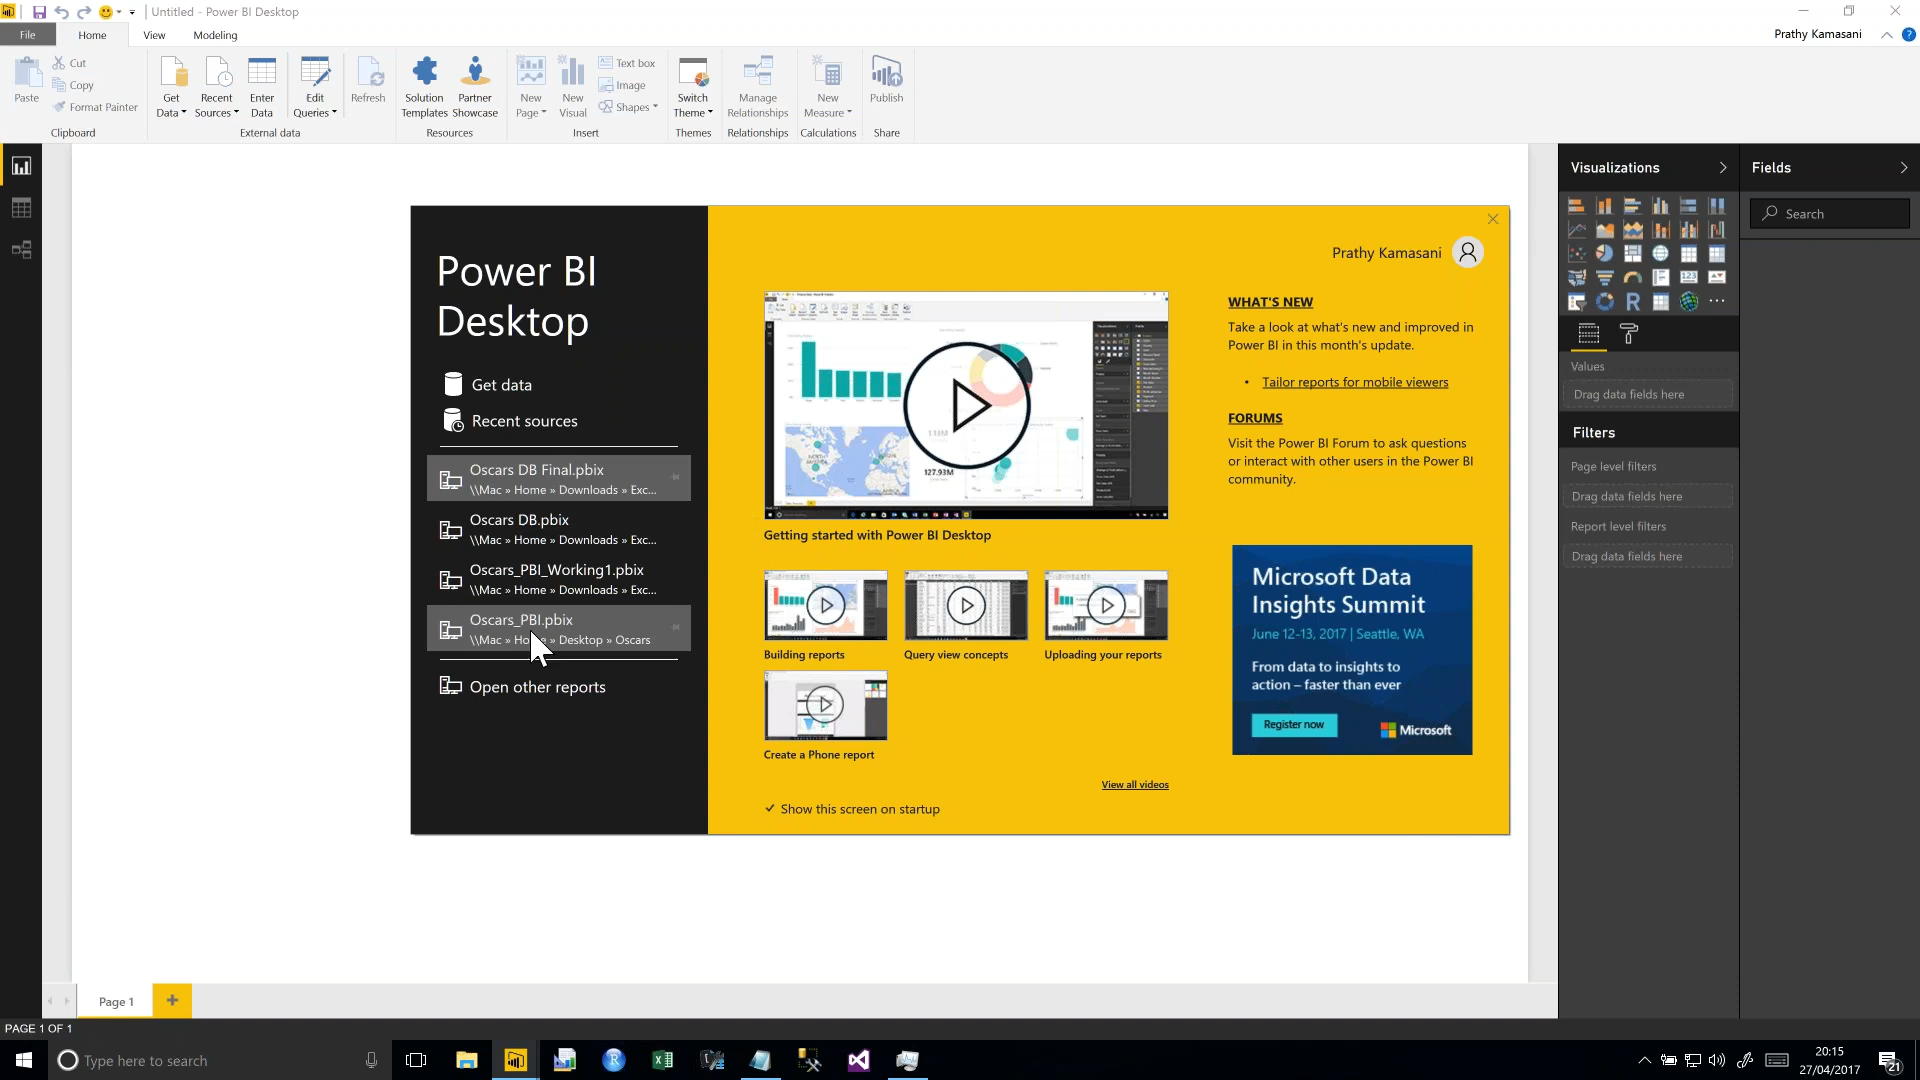 Untitled - Power BI Desktop
File Home View Modeling
Prathy Kamasani
Paste
Cut
Copy
Format Painter
Clipboard
Get Data
Recent Sources
Enter Data
Edit Queries
Refresh
External data
Solution Templates
Partner Showcase
Resources
New Page
New Visual
Text box
Image
Shapes
Insert
Switch Theme
Themes
Manage Relationships
Relationships
New Measure
Calculations
Publish
Share
Power BI
Desktop
Get data
Recent sources
Oscars DB Final.pbix
\\Mac » Home » Downloads » Exc...
Oscars DB.pbix
\\Mac » Home » Downloads » Exc...
Oscars_PBI_Working1.pbix
\\Mac » Home » Downloads » Exc...
Oscars_PBI.pbix
\\Mac » Home » Desktop » Oscars
Open other reports
Prathy Kamasani
127.93M
Getting started with Power BI Desktop
Building reports
Query view concepts
Uploading your reports
Create a Phone report
View all videos
Show this screen on startup
WHAT'S NEW
Take a look at what's new and improved in
Power BI in this month's update.
• Tailor reports for mobile viewers
FORUMS
Visit the Power BI Forum to ask questions
or interact with other users in the Power BI
community.
Microsoft Data
Insights Summit
June 12-13, 2017 | Seattle, WA
From data to insights to
action – faster than ever
Register now
Microsoft
Visualizations
Values
Drag data fields here
Filters
Page level filters
Drag data fields here
Report level filters
Drag data fields here
Fields
Search
Page 1
PAGE 1 OF 1
Type here to search
20:15
27/04/2017
21